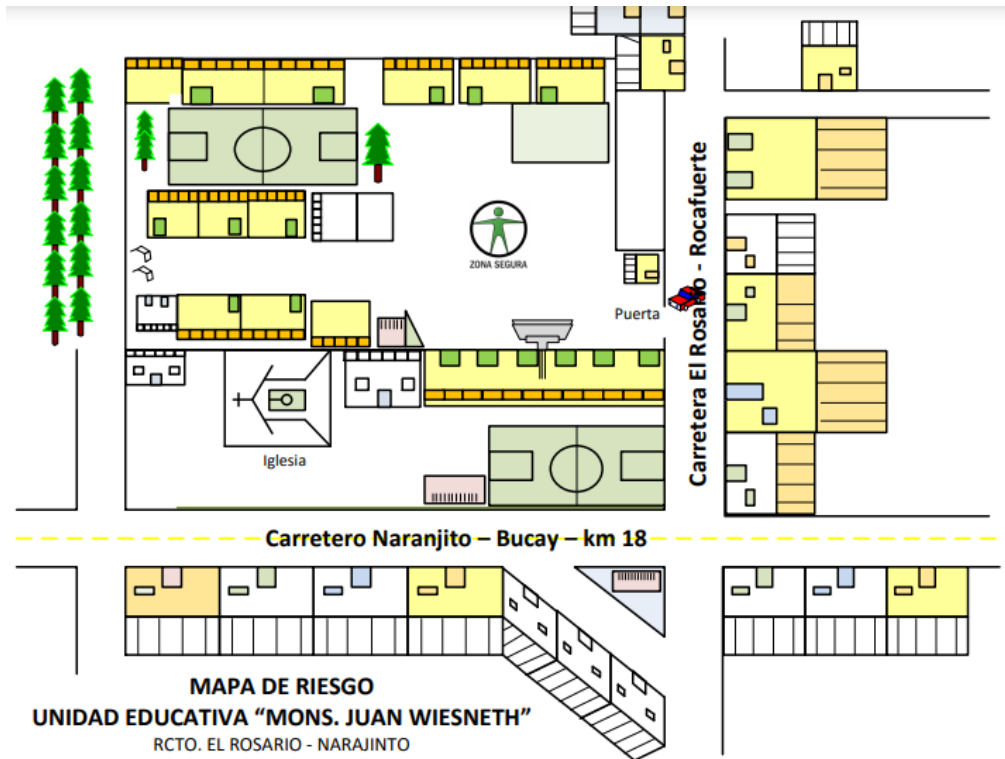 ZONA SEGURA
Puerta
Carretera El Rosario - Rocafuerte
Iglesia
Carretero Naranjito – Bucay – km 18
MAPA DE RIESGO
UNIDAD EDUCATIVA “MONS. JUAN WIESNETH”
RCTO. EL ROSARIO - NARAJINTO